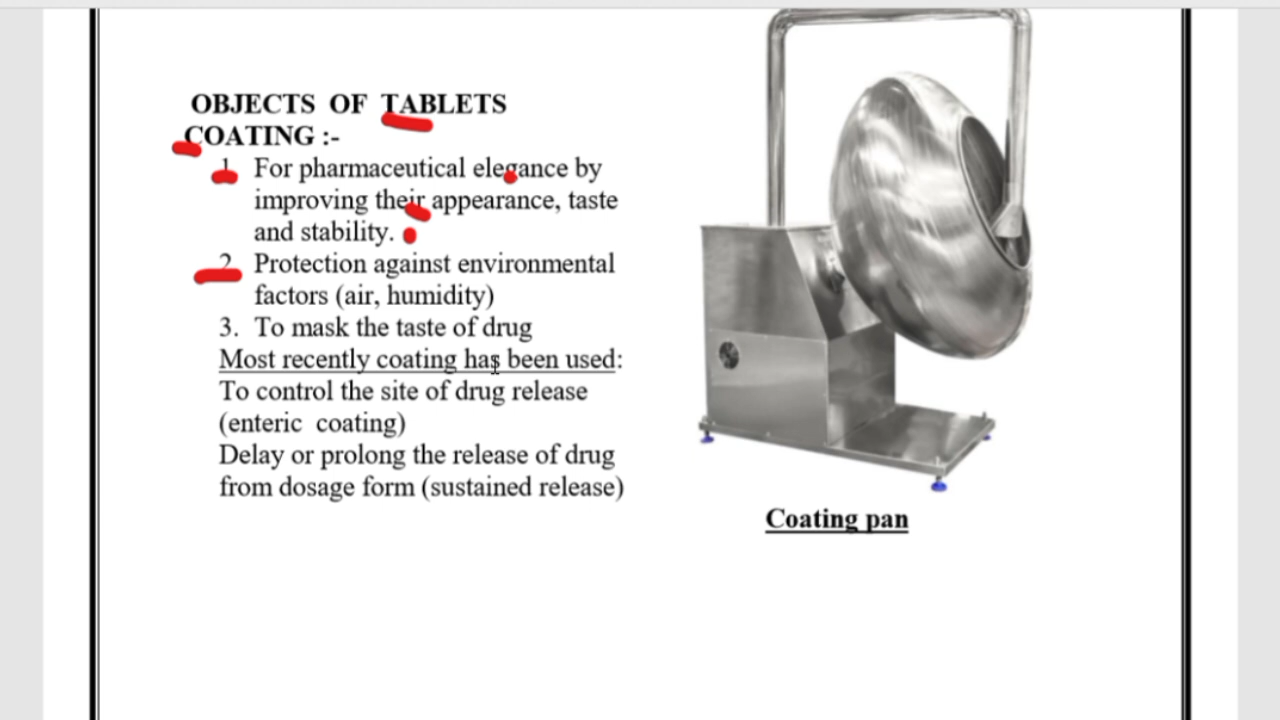 OBJECTS OF TABLETS
COATING :-
1. For pharmaceutical elegance by
improving their appearance, taste
and stability.
2. Protection against environmental
factors (air, humidity)
3. To mask the taste of drug
Most recently coating has been used:
To control the site of drug release
(enteric coating)
Delay or prolong the release of drug
from dosage form (sustained release)
Coating pan